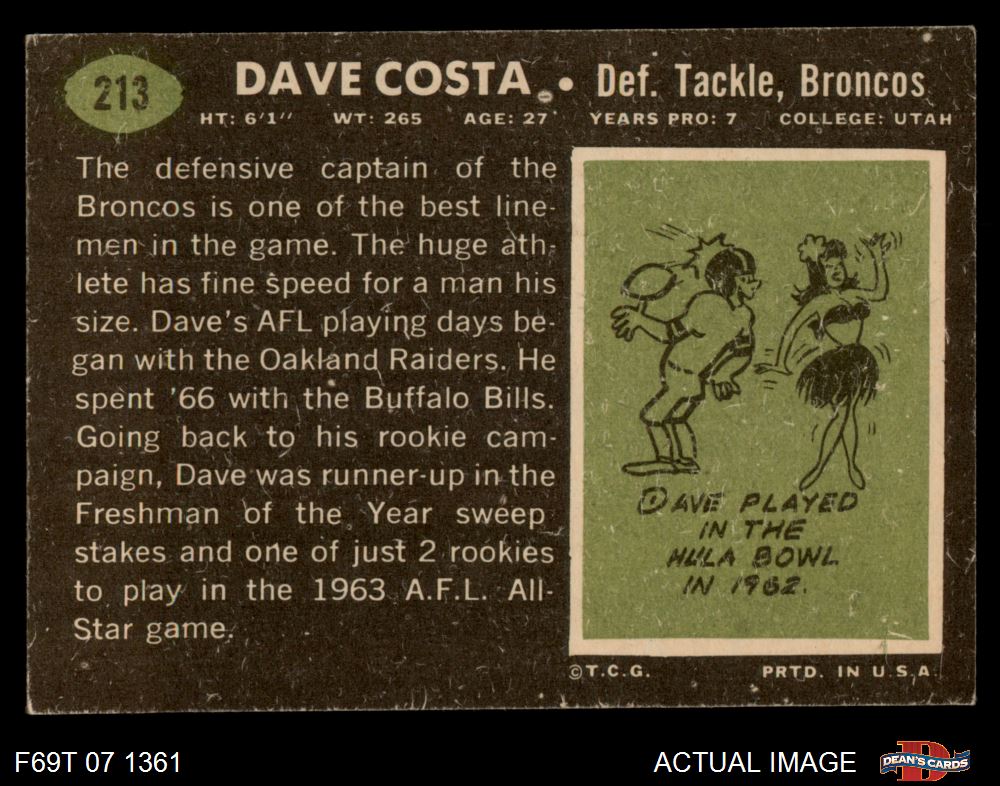 213
DAVE COSTA • Def. Tackle, Broncos
HT: 6'1" WT: 265 AGE: 27 YEARS PRO: 7 COLLEGE: UTAH
The defensive captain of the
Broncos is one of the best line-
men in the game. The huge ath-
lete has fine speed for a man his
size. Dave's AFL playing days be-
gan with the Oakland Raiders. He
spent '66 with the Buffalo Bills.
Going back to his rookie cam-
paign, Dave was runner-up in the
Freshman of the Year sweep
stakes and one of just 2 rookies
to play in the 1963 A.F.L. All-
Star game.
DAVE PLAYED
IN THE
HULA BOWL
IN 1962.
©T.C.G. PRTD. IN U.S.A.
F69T 07 1361 ACTUAL IMAGE DEAN'S CARDS